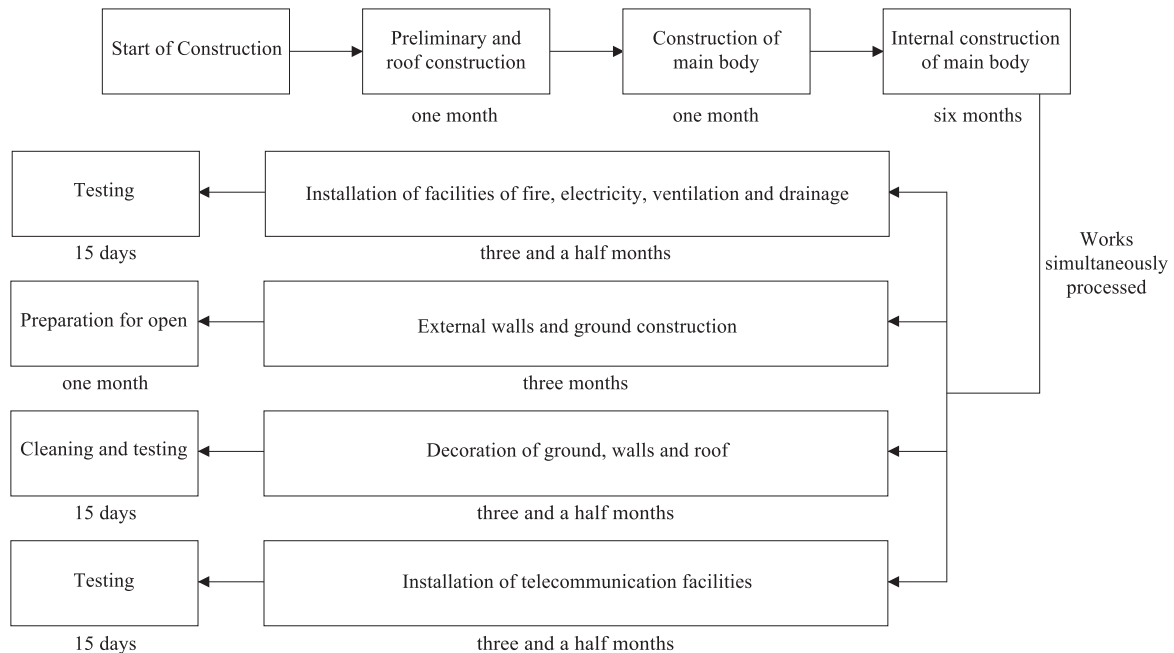 Start of Construction
Preliminary and
roof construction
Construction of
main body
Internal construction
of main body
one month
one month
six months
Testing
Installation of facilities of fire, electricity, ventilation and drainage
15 days
three and a half months
Works
simultaneously
processed
Preparation for open
External walls and ground construction
one month
three months
Cleaning and testing
Decoration of ground, walls and roof
15 days
three and a half months
Testing
Installation of telecommunication facilities
15 days
three and a half months